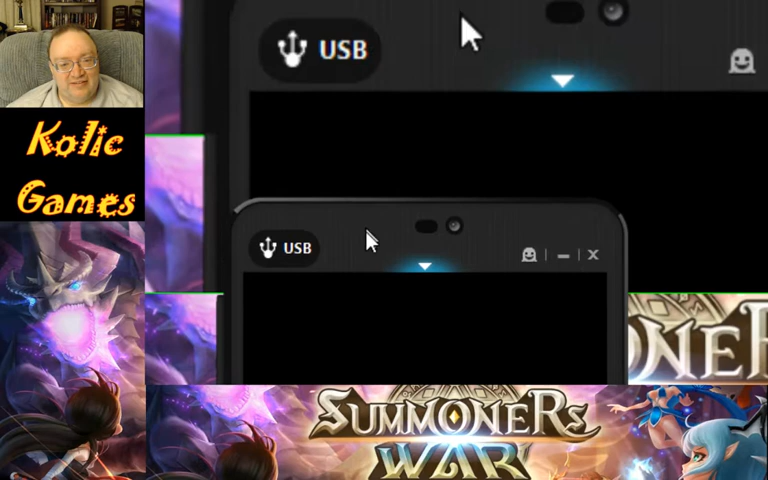 USB
Kolic
Games
USB
ONER
SUMMONERS
WAR